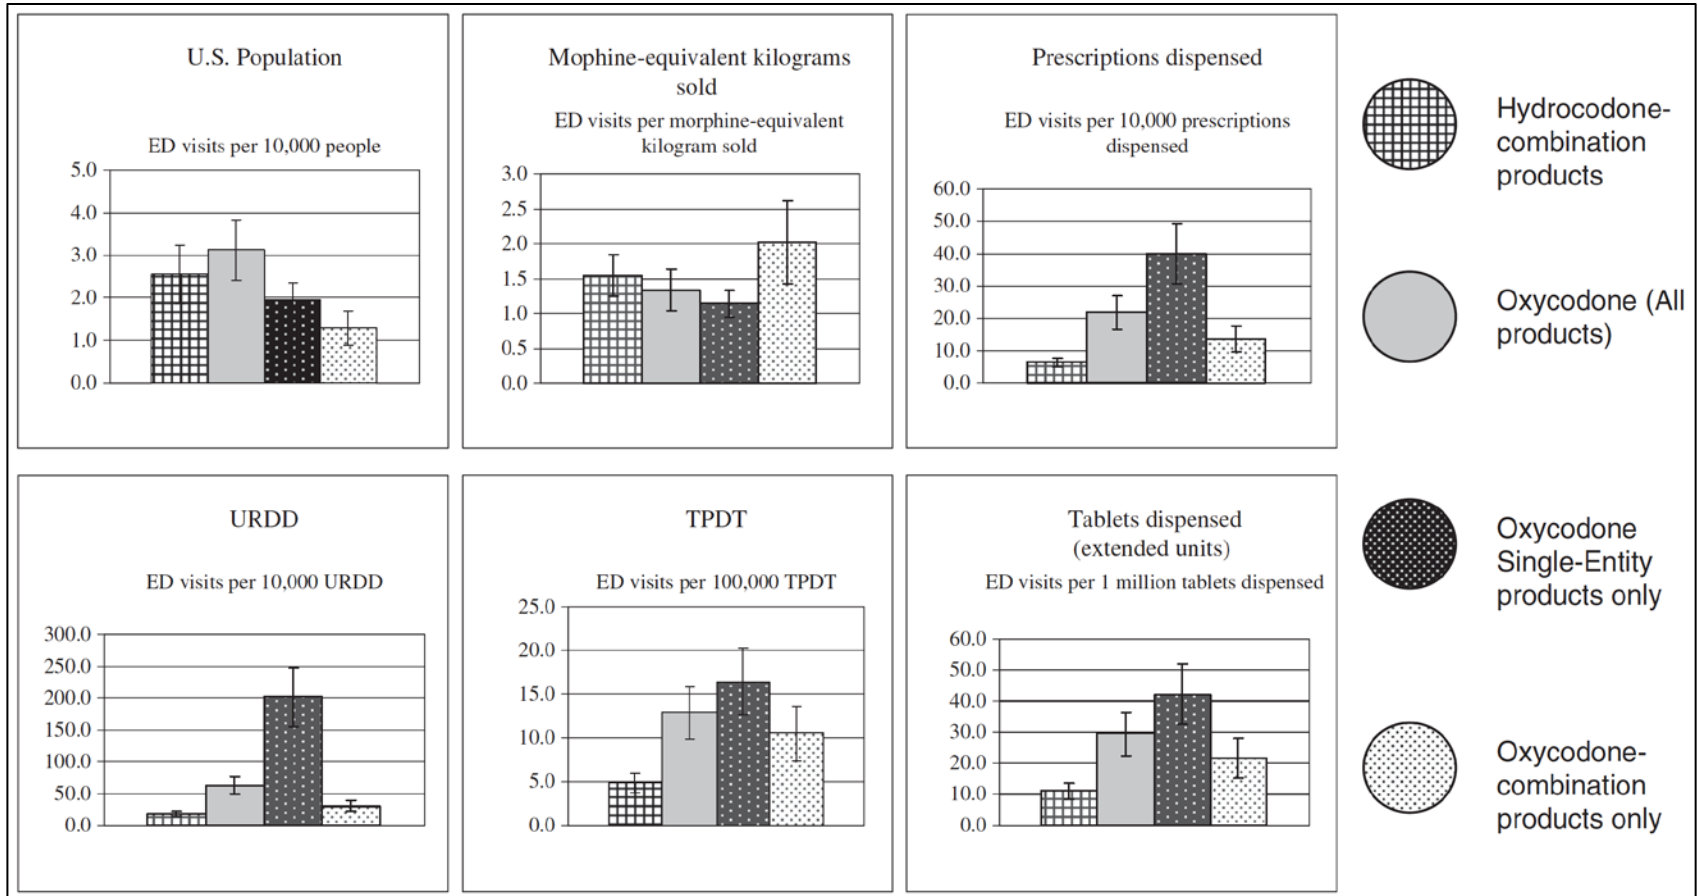 U.S. Population
ED visits per 10,000 people
5.0
4.0
3.0
2.0
1.0
0.0
Mophine-equivalent kilograms
sold
ED visits per morphine-equivalent
kilogram sold
3.0
2.5
2.0
1.5
1.0
0.5
0.0
Prescriptions dispensed
ED visits per 10,000 prescriptions
dispensed
60.0
50.0
40.0
30.0
20.0
10.0
0.0
URDD
ED visits per 10,000 URDD
300.0
250.0
200.0
150.0
100.0
50.0
0.0
TPDT
ED visits per 100,000 TPDT
25.0
20.0
15.0
10.0
5.0
0.0
Tablets dispensed
(extended units)
ED visits per 1 million tablets dispensed
60.0
50.0
40.0
30.0
20.0
10.0
0.0
Hydrocodone-
combination
products
Oxycodone (All
products)
Oxycodone
Single-Entity
products only
Oxycodone-
combination
products only